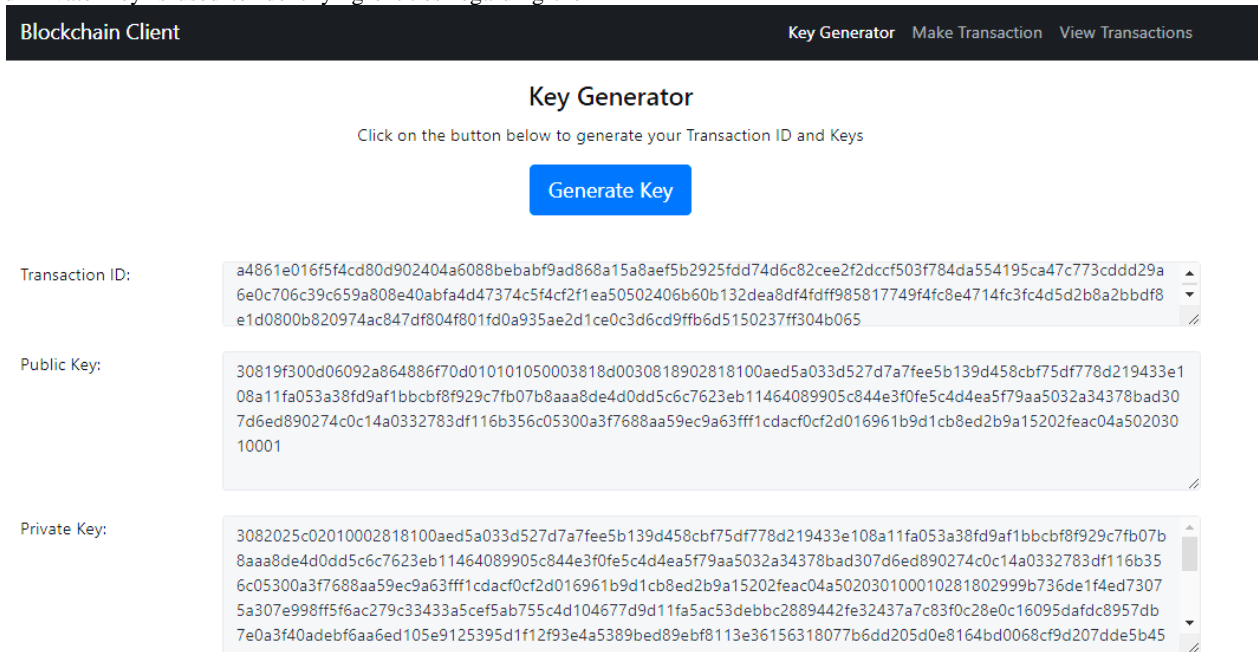 Blockchain Client
Key Generator Make Transaction View Transactions
Key Generator
Click on the button below to generate your Transaction ID and Keys
Generate Key
Transaction ID:
a4861e016f5f4cd80d902404a6088bebabf9ad868a15a8aef5b2925fdd74d6c82cee2f2dccf503f784da554195ca47c773cddd29a
6e0c706c39c659a808e40abfa4d47374c5f4cf2f1ea50502406b60b132dea8df4fdff985817749f4fc8e4714fc3fc4d5d2b8a2bbdf8
e1d0800b820974ac847df804f801fd0a935ae2d1ce0c3d6cd9ffb6d5150237ff304b065
Public Key:
30819f300d06092a864886f70d010101050003818d0030818902818100aed5a033d527d7a7fee5b139d458cbf75df778d219433e1
08a11fa053a38fd9af1bbcbf8f929c7fb07b8aaa8de4d0dd5c6c7623eb11464089905c844e3f0fe5c4d4ea5f79aa5032a34378bad30
7d6ed890274c0c14a0332783df116b356c05300a3f7688aa59ec9a63fff1cdacf0cf2d016961b9d1cb8ed2b9a15202feac04a502030
10001
Private Key:
3082025c02010002818100aed5a033d527d7a7fee5b139d458cbf75df778d219433e108a11fa053a38fd9af1bbcbf8f929c7fb07b
8aaa8de4d0dd5c6c7623eb11464089905c844e3f0fe5c4d4ea5f79aa5032a34378bad307d6ed890274c0c14a0332783df116b35
6c05300a3f7688aa59ec9a63fff1cdacf0cf2d016961b9d1cb8ed2b9a15202feac04a502030100010281802999b736de1f4ed7307
5a307e998ff5f6ac279c33433a5cef5ab755c4d104677d9d11fa5ac53debbc2889442fe32437a7c83f0c28e0c16095dafdc8957db
7e0a3f40adebf6aa6ed105e9125395d1f12f93e4a5389bed89ebf8113e36156318077b6dd205d0e8164bd0068cf9d207dde5b45